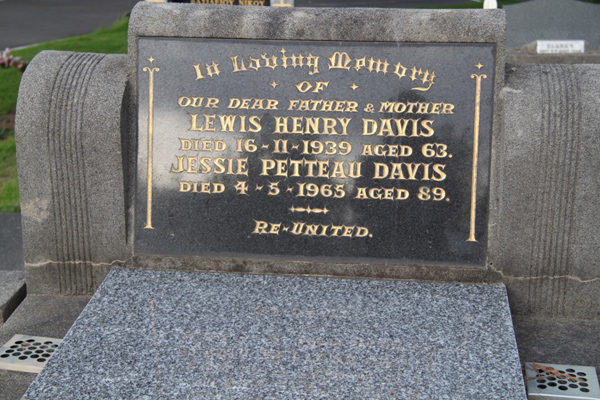 In Loving Memory
OF
OUR DEAR FATHER & MOTHER
LEWIS HENRY DAVIS
DIED 16-11-1939 AGED 63.
JESSIE PETTEAU DAVIS
DIED 4-5-1965 AGED 89.
RE-UNITED.